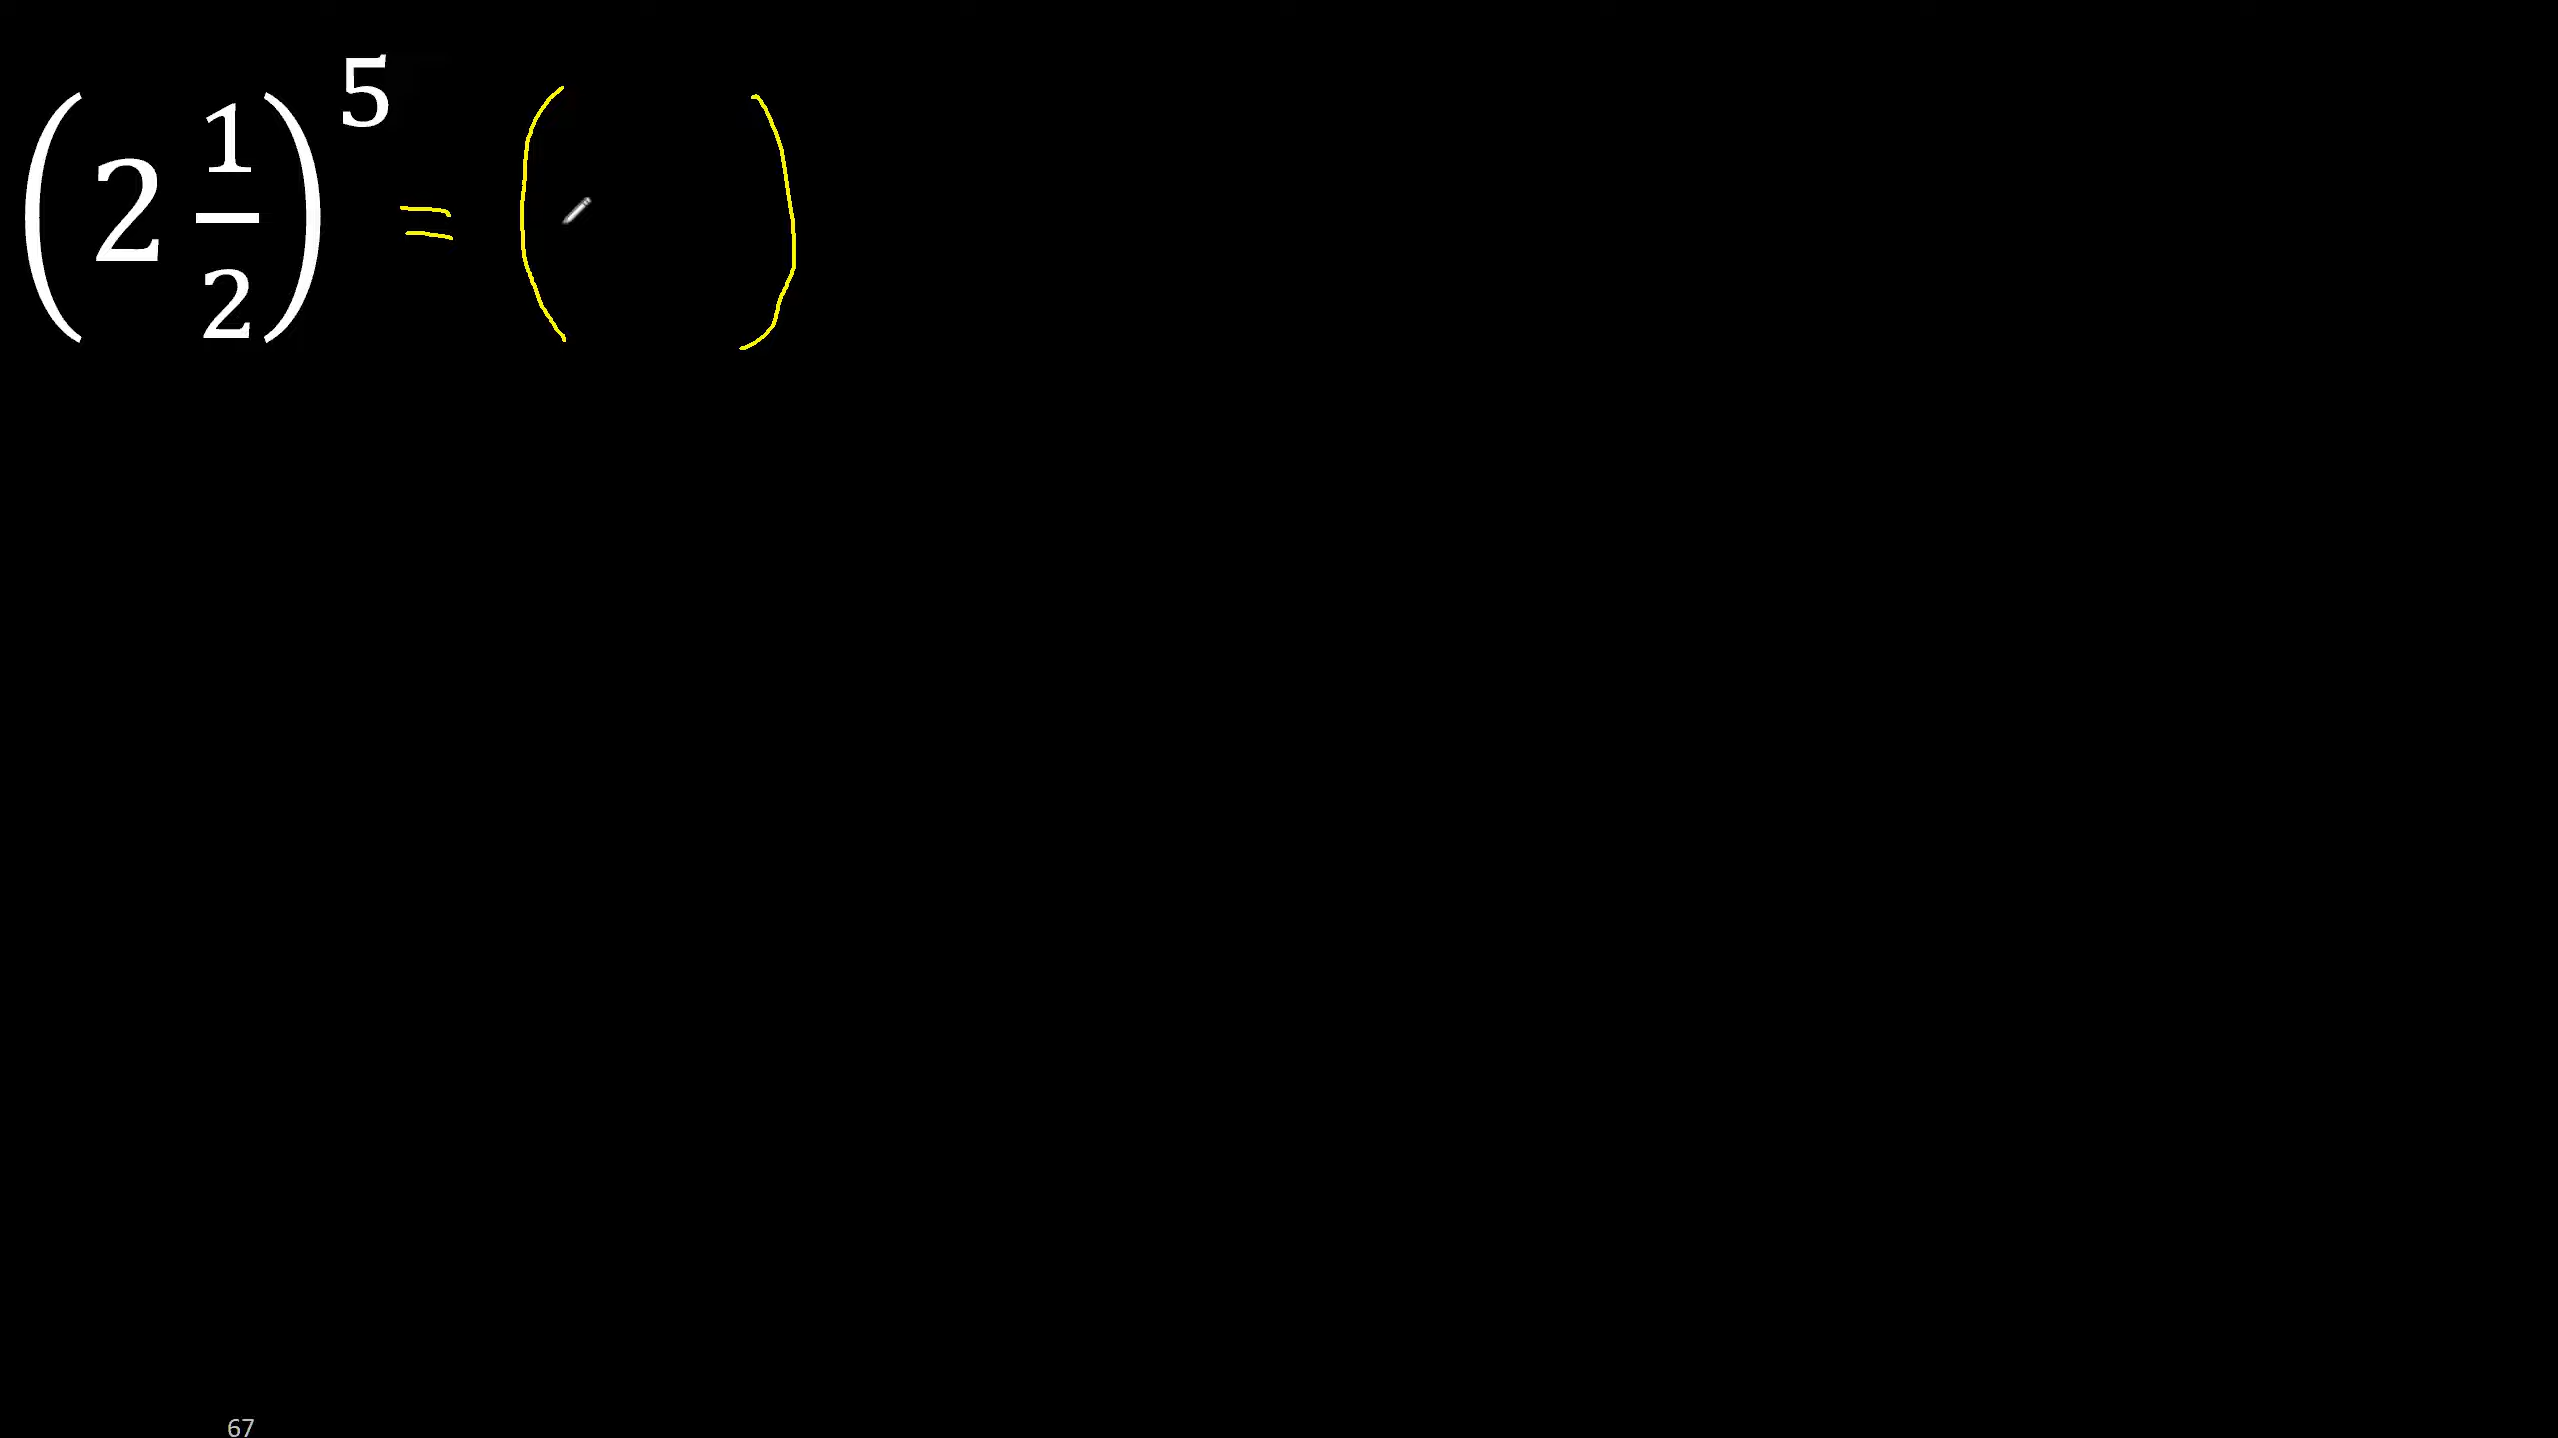 (2 1/2)^5 = ( )
67